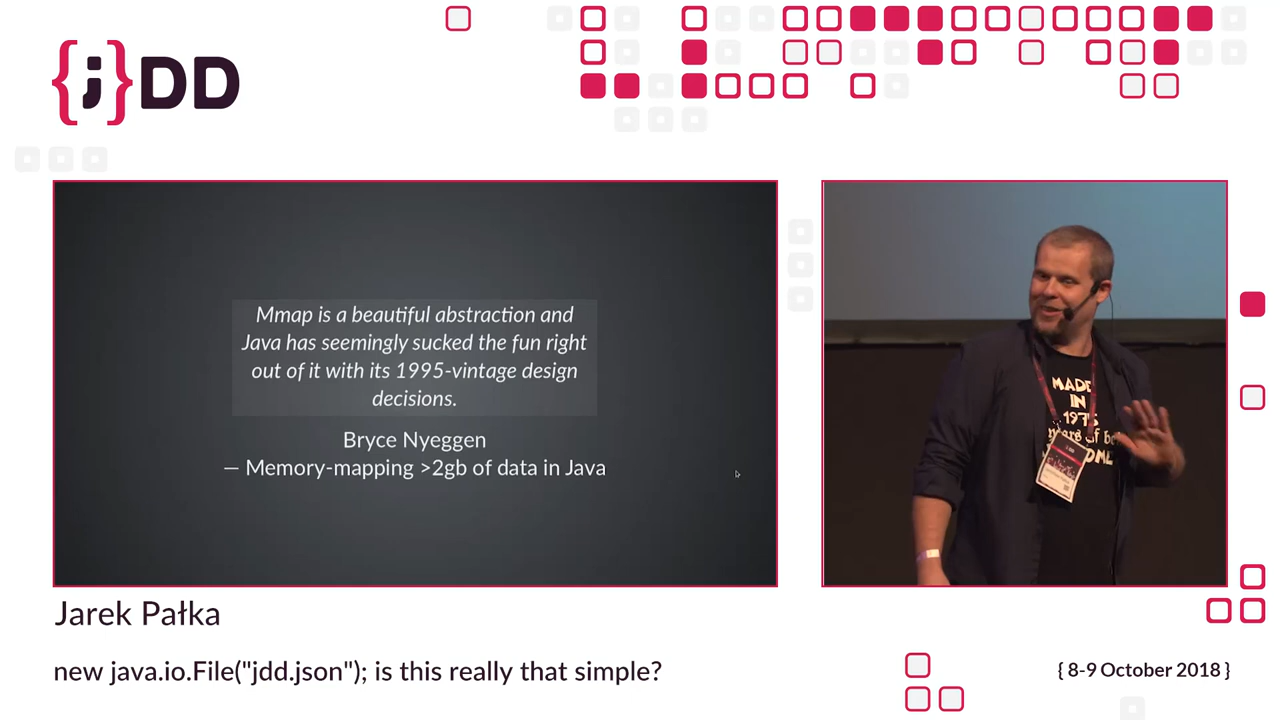 {j}DD
Mmap is a beautiful abstraction and
Java has seemingly sucked the fun right
out of it with its 1995-vintage design
decisions.
Bryce Nyeggen
— Memory-mapping >2gb of data in Java
MADE
IN
1975
of
Jarek Pałka
new java.io.File("jdd.json"); is this really that simple?
{ 8-9 October 2018 }